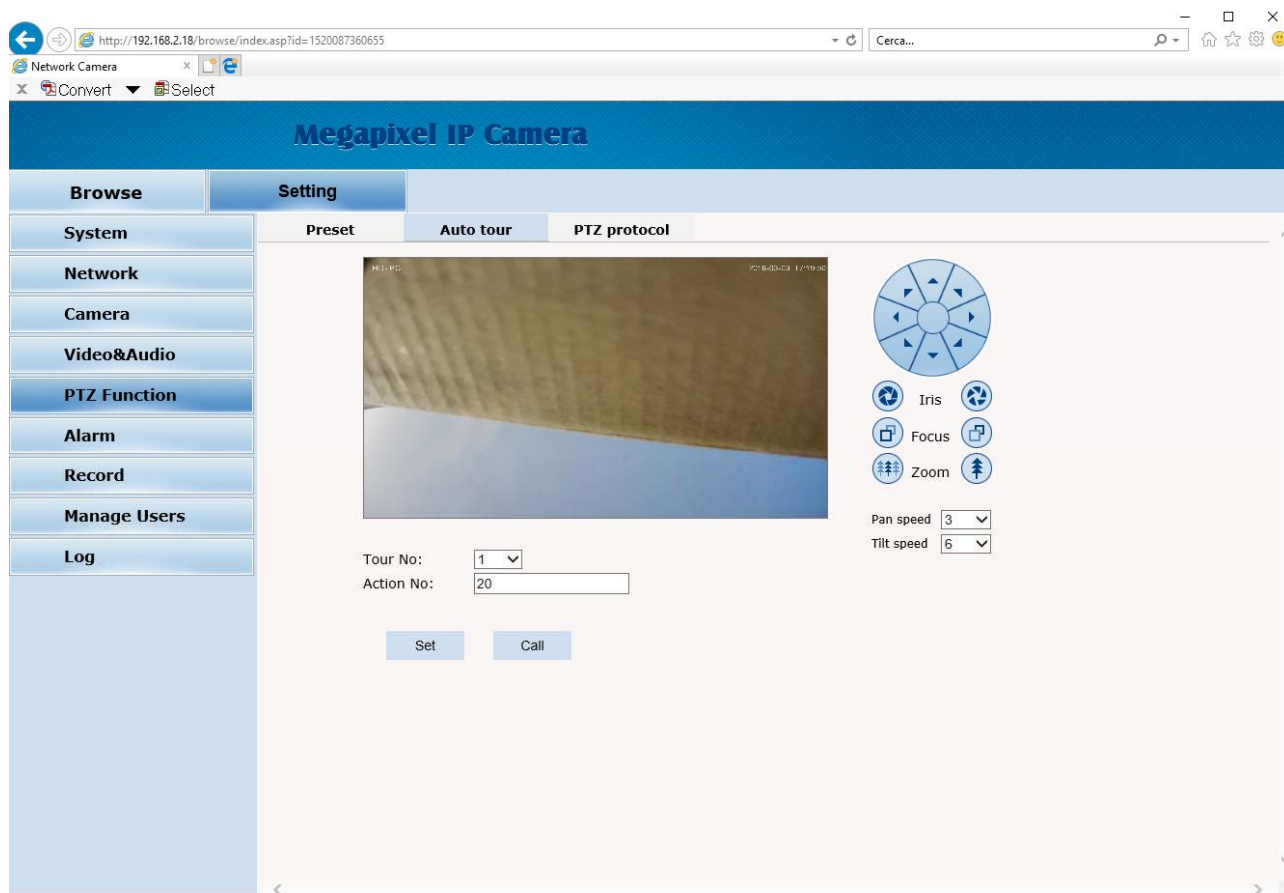 http://192.168.2.18/browse/index.asp?id=1520087360655
Cerca...
Network Camera
Convert Select
Megapixel IP Camera
Browse Setting
System Preset Auto tour PTZ protocol
Network
Camera
Video&Audio
PTZ Function
Alarm
Record
Manage Users
Log
Iris
Focus
Zoom
Pan speed 3
Tilt speed 6
Tour No: 1
Action No: 20
Set Call